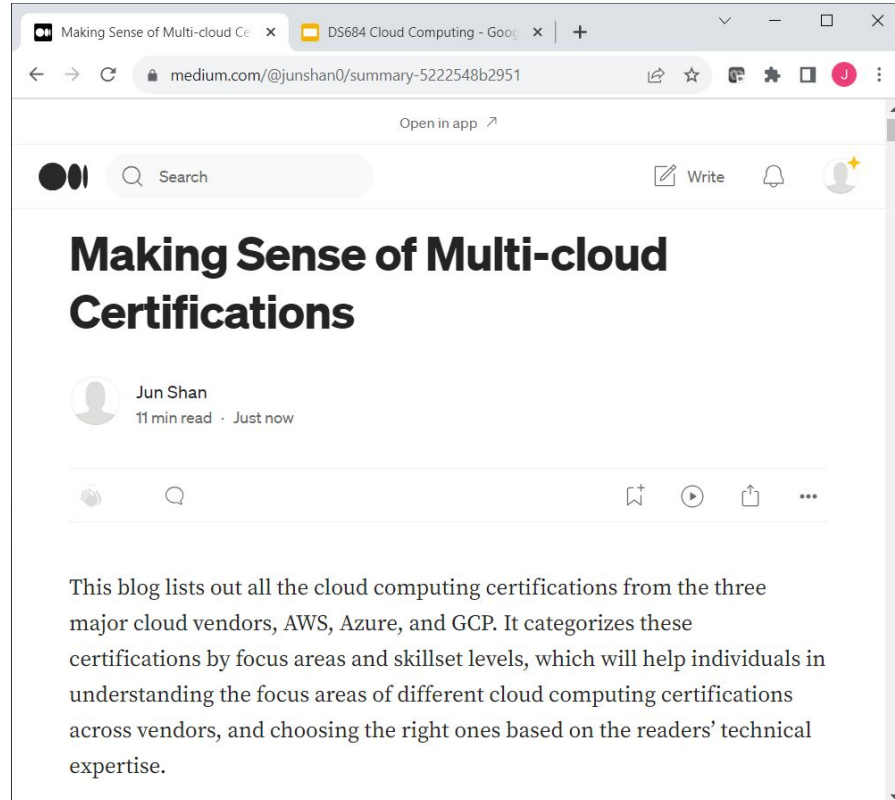 Making Sense of Multi-cloud Ce
DS684 Cloud Computing - Goog
medium.com/@junshan0/summary-5222548b2951
J
Open in app
Search
Write
Making Sense of Multi-cloud
Certifications
Jun Shan
11 min read · Just now
This blog lists out all the cloud computing certifications from the three
major cloud vendors, AWS, Azure, and GCP. It categorizes these
certifications by focus areas and skillset levels, which will help individuals in
understanding the focus areas of different cloud computing certifications
across vendors, and choosing the right ones based on the readers’ technical
expertise.